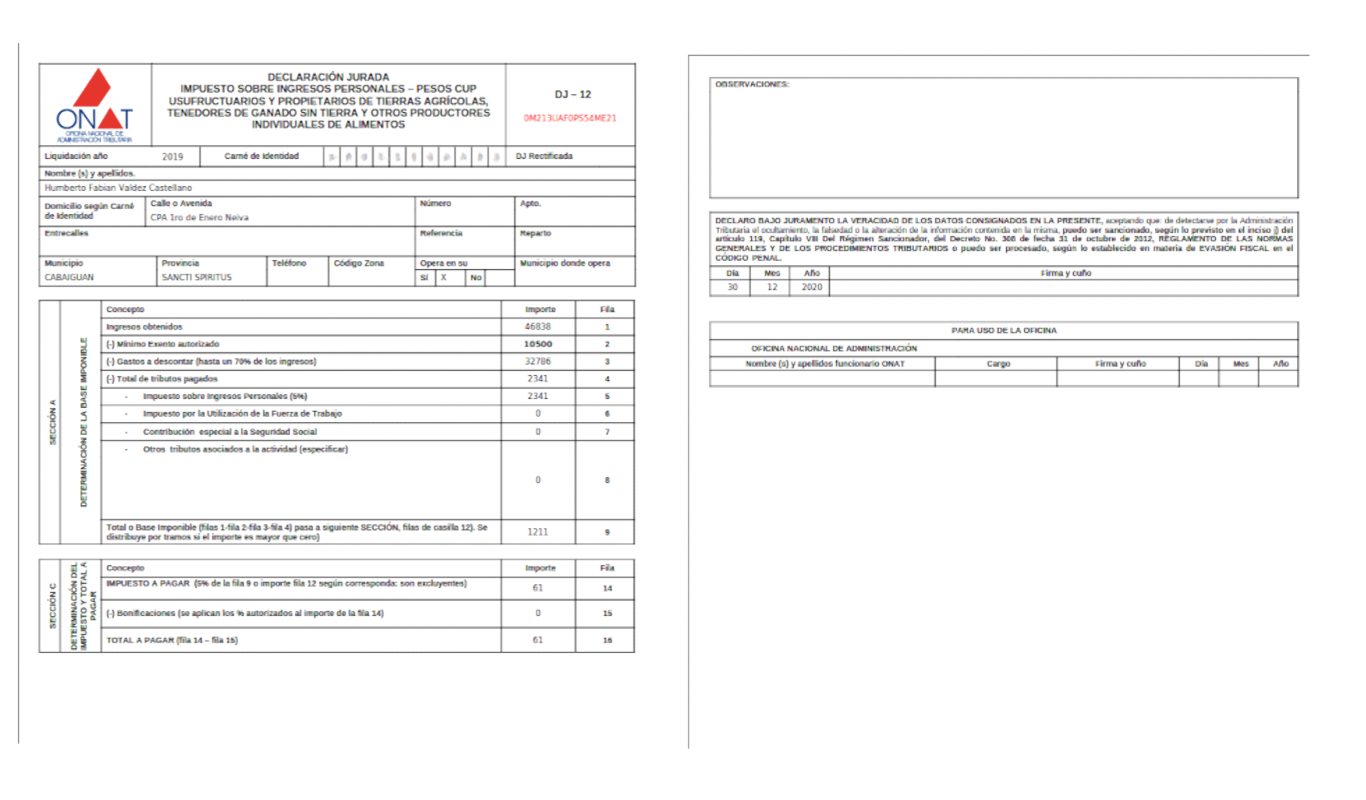 ONAT
OFICINA NACIONAL DE
ADMINISTRACIÓN TRIBUTARIA
DECLARACIÓN JURADA
IMPUESTO SOBRE INGRESOS PERSONALES – PESOS CUP
USUFRUCTUARIOS Y PROPIETARIOS DE TIERRAS AGRÍCOLAS,
TENEDORES DE GANADO SIN TIERRA Y OTROS PRODUCTORES
INDIVIDUALES DE ALIMENTOS
DJ – 12
0M213UAF0PS54ME21
Liquidación año 2019 Carné de Identidad DJ Rectificada
Nombre (s) y apellidos.
Humberto Fabian Valdez Castellano
Domicilio según Carné de Identidad
Calle o Avenida Número Apto.
CPA 1ro de Enero Neiva
Entrecalles Referencia Reparto
Municipio Provincia Teléfono Código Zona Opera en su Municipio donde opera
CABAIGUAN SANCTI SPIRITUS Sí X No
SECCIÓN A
DETERMINACIÓN DE LA BASE IMPONIBLE
Concepto Importe Fila
Ingresos obtenidos 46838 1
(-) Mínimo Exento autorizado 10500 2
(-) Gastos a descontar (hasta un 70% de los ingresos) 32786 3
(-) Total de tributos pagados 2341 4
- Impuesto sobre Ingresos Personales (5%) 2341 5
- Impuesto por la Utilización de la Fuerza de Trabajo 0 6
- Contribución especial a la Seguridad Social 0 7
- Otros tributos asociados a la actividad (especificar) 0 8
Total o Base Imponible (filas 1-fila 2-fila 3-fila 4) pasa a siguiente SECCIÓN, filas de casilla 12). Se
distribuye por tramos si el importe es mayor que cero) 1211 9
SECCIÓN C
DETERMINACIÓN DEL
IMPUESTO Y TOTAL A
PAGAR
Concepto Importe Fila
IMPUESTO A PAGAR (5% de la fila 9 o importe fila 12 según corresponda: son excluyentes) 61 14
(-) Bonificaciones (se aplican los % autorizados al importe de la fila 14) 0 15
TOTAL A PAGAR (fila 14 – fila 15) 61 16
OBSERVACIONES:
DECLARO BAJO JURAMENTO LA VERACIDAD DE LOS DATOS CONSIGNADOS EN LA PRESENTE, aceptando que: de detectarse por la Administración
Tributaria el ocultamiento, la falsedad o la alteración de la información contenida en la misma, puedo ser sancionado, según lo previsto en el inciso j) del
artículo 119, Capítulo VIII Del Régimen Sancionador, del Decreto No. 308 de fecha 31 de octubre de 2012, REGLAMENTO DE LAS NORMAS
GENERALES Y DE LOS PROCEDIMIENTOS TRIBUTARIOS o puedo ser procesado, según lo establecido en materia de EVASIÓN FISCAL en el
CÓDIGO PENAL.
Día Mes Año Firma y cuño
30 12 2020
PARA USO DE LA OFICINA
OFICINA NACIONAL DE ADMINISTRACIÓN
Nombre (s) y apellidos funcionario ONAT Cargo Firma y cuño Día Mes Año